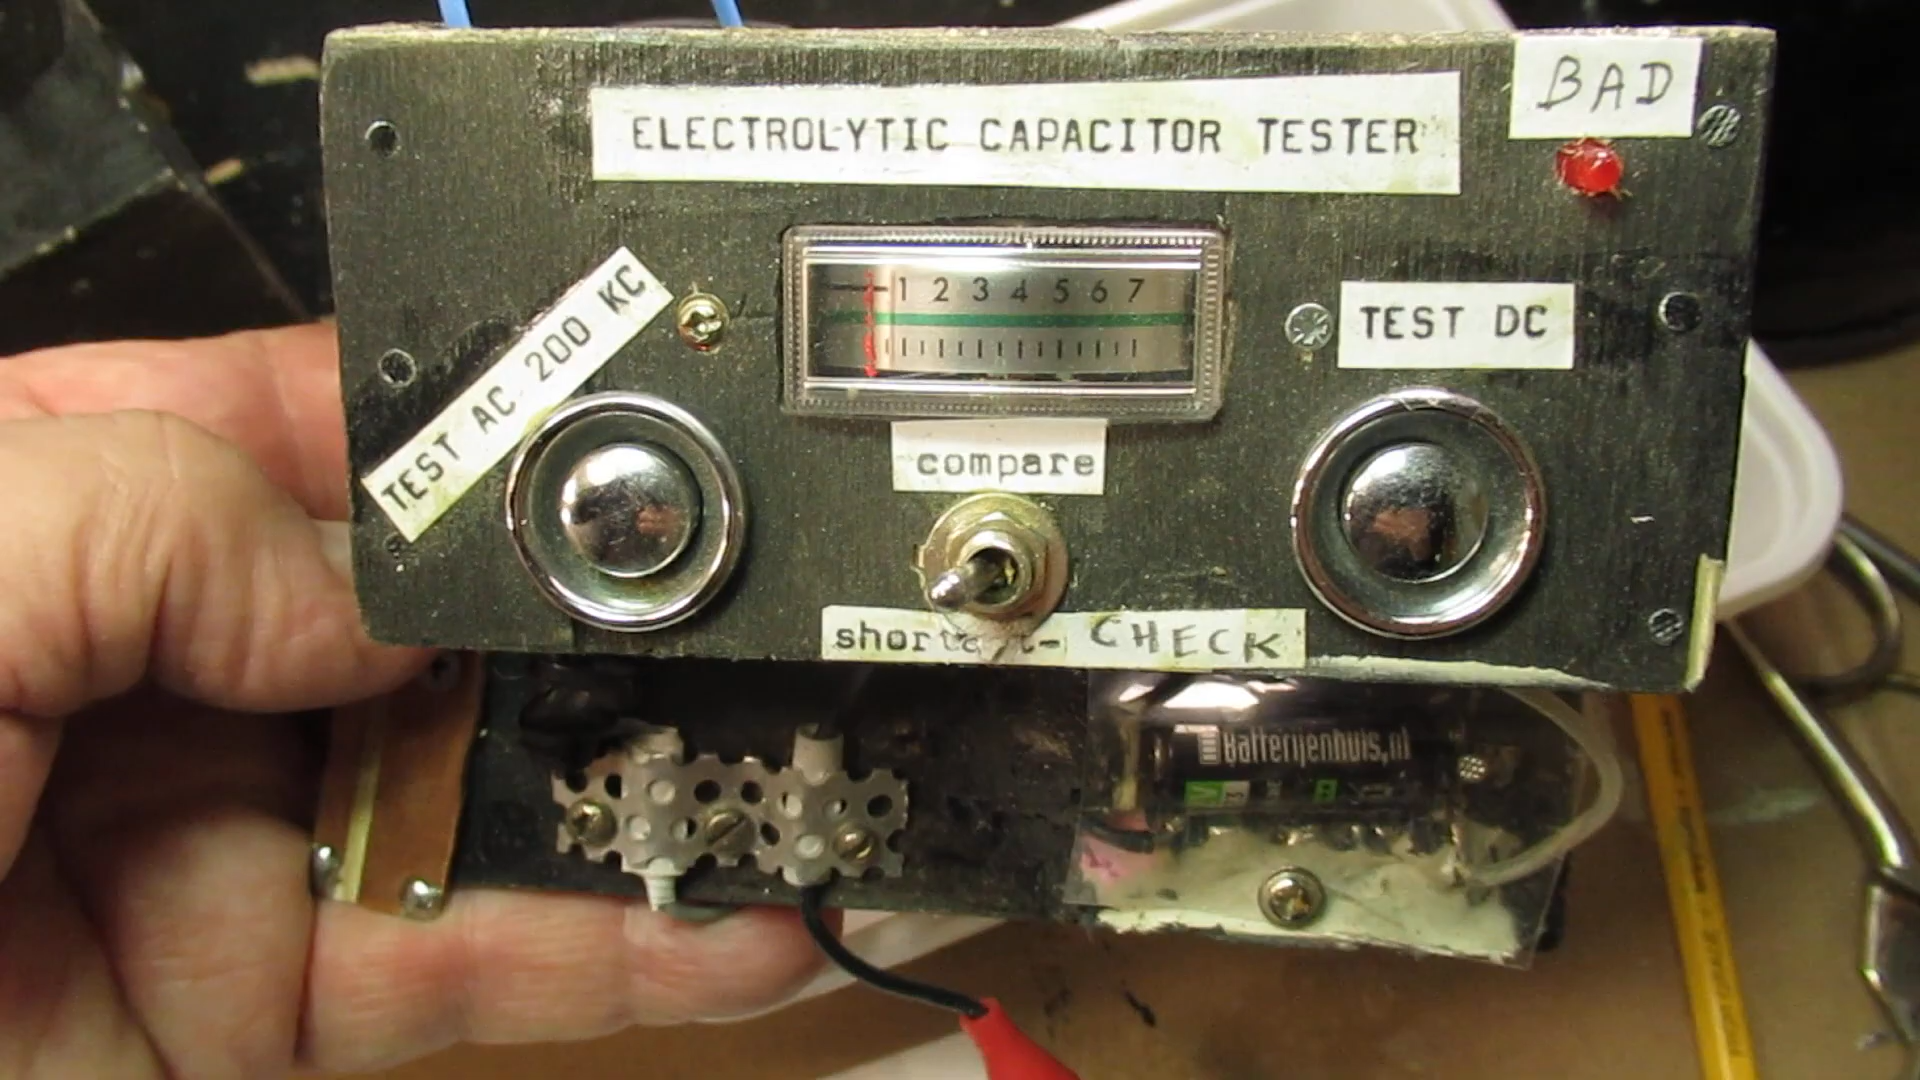 BAD
ELECTROLYTIC CAPACITOR TESTER
TEST AC 200 KC
1 2 3 4 5 6 7
TEST DC
compare
CHECK
Batterijenhuis.nl